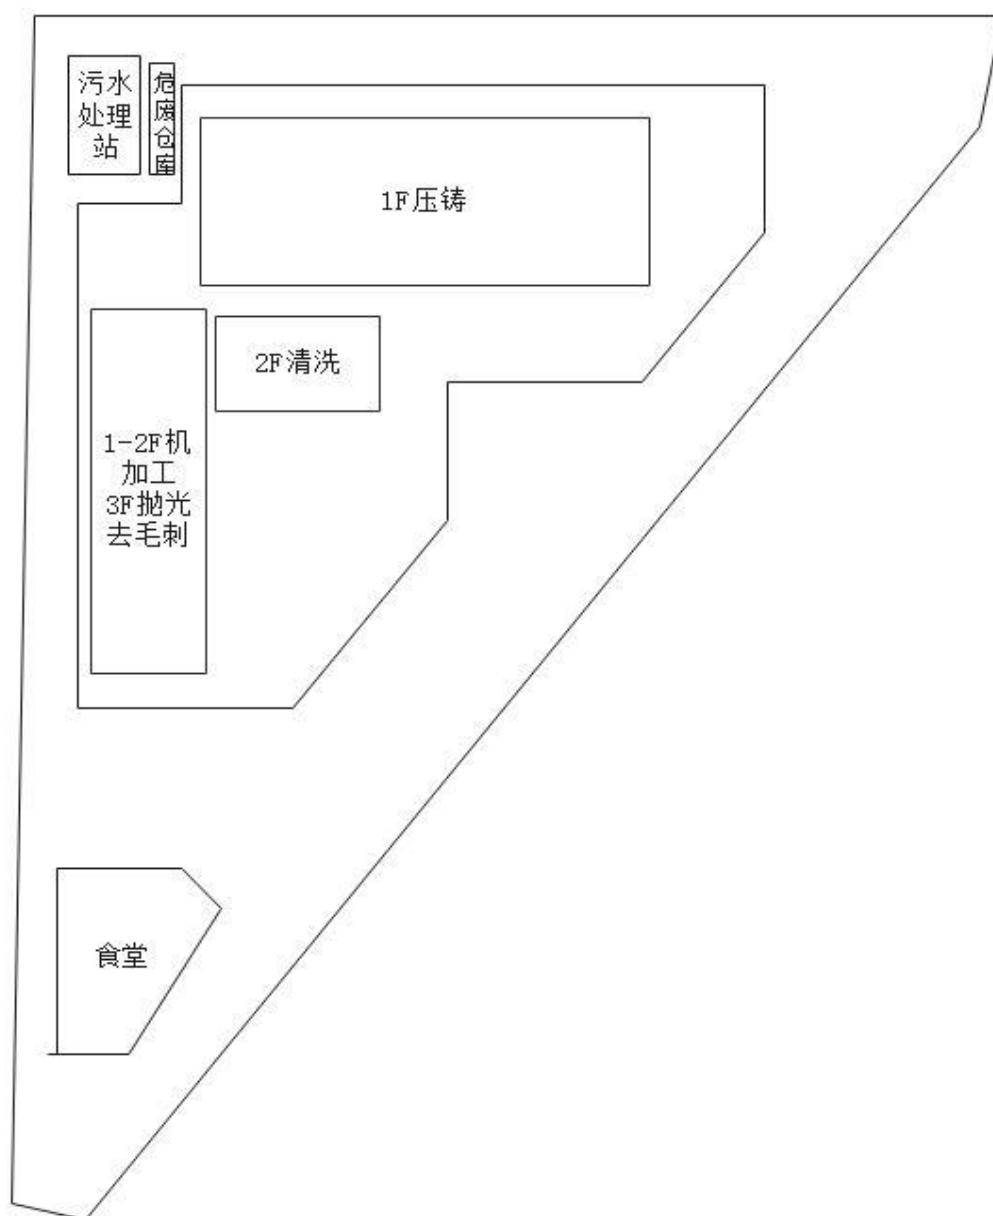 污水
处理
站
危
废
仓
库
1F压铸
2F清洗
1-2F机
加工
3F抛光
去毛刺
食堂